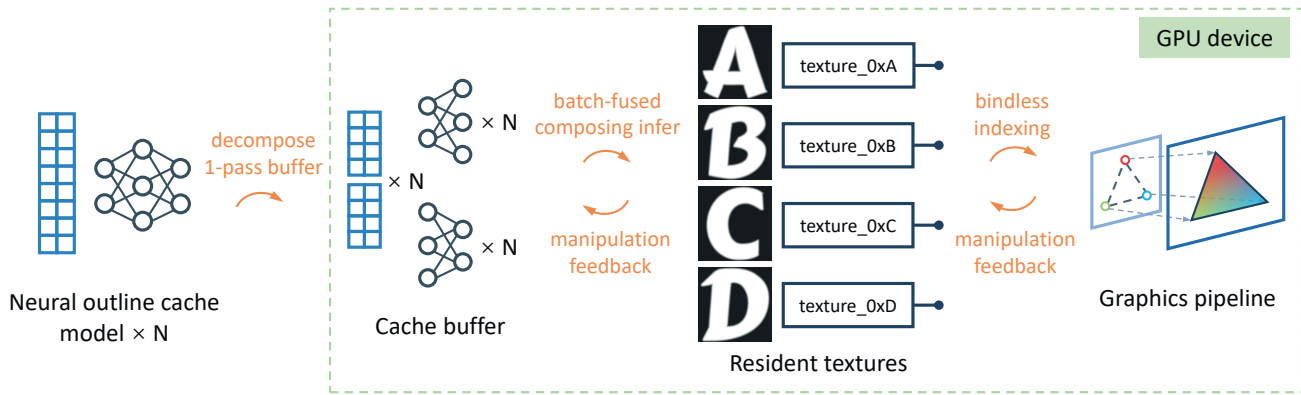 GPU device
decompose
1-pass buffer
Neural outline cache
model × N
× N
× N
× N
Cache buffer
batch-fused
composing infer
manipulation
feedback
A
texture_0xA
B
texture_0xB
C
texture_0xC
D
texture_0xD
Resident textures
bindless
indexing
manipulation
feedback
Graphics pipeline